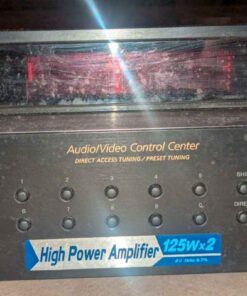 Audio/Video Control Center
DIRECT ACCESS TUNING / PRESET TUNING
2 3 4 5
6 7 8 9 0
High Power Amplifier 125W×2